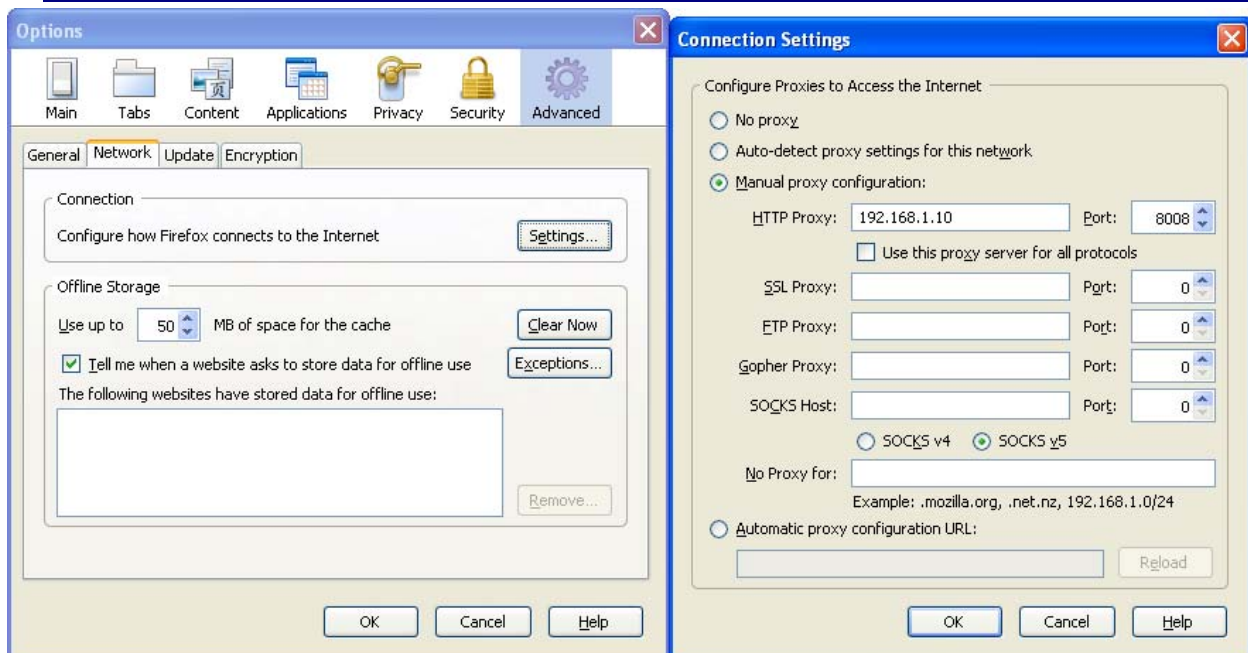 Options
Main Tabs Content Applications Privacy Security Advanced
General Network Update Encryption
Connection
Configure how Firefox connects to the Internet Settings...
Offline Storage
Use up to 50 MB of space for the cache Clear Now
Tell me when a website asks to store data for offline use Exceptions...
The following websites have stored data for offline use:
Remove...
OK Cancel Help
Connection Settings
Configure Proxies to Access the Internet
No proxy
Auto-detect proxy settings for this network
Manual proxy configuration:
HTTP Proxy: 192.168.1.10 Port: 8008
Use this proxy server for all protocols
SSL Proxy: Port: 0
FTP Proxy: Port: 0
Gopher Proxy: Port: 0
SOCKS Host: Port: 0
SOCKS v4 SOCKS v5
No Proxy for:
Example: .mozilla.org, .net.nz, 192.168.1.0/24
Automatic proxy configuration URL:
Reload
OK Cancel Help